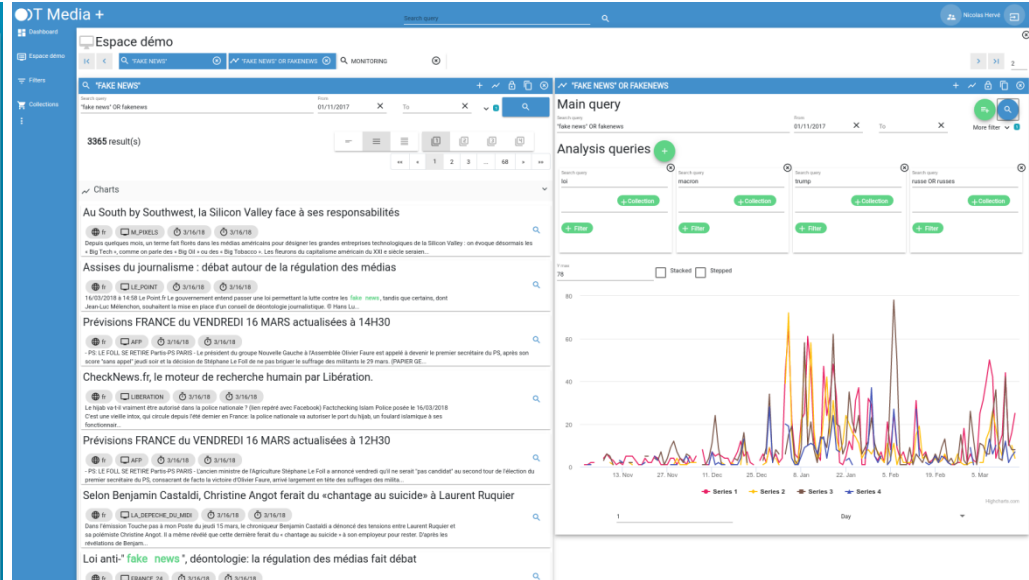 OT Media +
Search query
Nicolas Hervé
Dashboard
Espace démo
Filters
Collections
Espace démo
"FAKE NEWS"
"FAKE NEWS" OR FAKENEWS
MONITORING
2
"FAKE NEWS"
Search query
"fake news" OR fakenews
From
01/11/2017
To
3365 result(s)
1 2 3 ... 68
Charts
Au South by Southwest, la Silicon Valley face à ses responsabilités
fr M_PIXELS 3/16/18 3/16/18
Depuis quelques mois, un terme fait florès dans les médias américains pour désigner les grandes entreprises technologiques de la Silicon Valley : on évoque désormais les
« Big Tech », comme on parle des « Big Oil » ou des « Big Tobacco ». Les fleurons du capitalisme américain du XXI e siècle seraien...
Assises du journalisme : débat autour de la régulation des médias
fr LE_POINT 3/16/18 3/16/18
16/03/2018 à 14:58 Le Point.fr Le gouvernement entend passer une loi permettant la lutte contre les fake news, tandis que certains, dont
Jean-Luc Mélenchon, souhaitent la mise en place d'un conseil de déontologie journalistique. © Hans Lu...
Prévisions FRANCE du VENDREDI 16 MARS actualisées à 14H30
fr AFP 3/16/18 3/16/18
- PS: LE FOLL SE RETIRE Partis-PS PARIS - Le président du groupe Nouvelle Gauche à l'Assemblée Olivier Faure est appelé à devenir le premier secrétaire du PS, après son
score "sans appel" jeudi soir et la décision de Stéphane Le Foll de ne pas briguer le suffrage des militants le 29 mars. (PAPIER GE...
CheckNews.fr, le moteur de recherche humain par Libération.
fr LIBERATION 3/16/18 3/16/18
Le hijab va-t-il vraiment être autorisé dans la police nationale ? (lien repéré avec Facebook) Factchecking Islam Police posée le 16/03/2018
C'est une vieille intox, qui circule depuis l'été dernier en France: la police nationale va autoriser le port du hijab, un foulard islamique à ses
fonctionnair...
Prévisions FRANCE du VENDREDI 16 MARS actualisées à 12H30
fr AFP 3/16/18 3/16/18
- PS: LE FOLL SE RETIRE Partis-PS PARIS - L'ancien ministre de l'Agriculture Stéphane Le Foll a annoncé vendredi qu'il ne serait "pas candidat" au second tour de l'élection du
premier secrétaire du PS, consacrant de facto la victoire d'Olivier Faure, arrivé largement en tête des suffrages des milita...
Selon Benjamin Castaldi, Christine Angot ferait du «chantage au suicide» à Laurent Ruquier
fr LA_DEPECHE_DU_MIDI 3/16/18 3/16/18
Dans l'émission Touche pas à mon Poste du jeudi 15 mars, le chroniqueur Benjamin Castaldi a dénoncé des tensions entre Laurent Ruquier et
sa polémiste Christine Angot. Il a même révélé que cette dernière ferait du « chantage au suicide » à son employeur pour rester. D'après les
révélations de Benjam...
Loi anti-" fake news ", déontologie: la régulation des médias fait débat
fr FRANCE_24 3/16/18 3/16/18
"FAKE NEWS" OR FAKENEWS
Main query
Search query
"fake news" OR fakenews
From
01/11/2017
To
More filter
Analysis queries
Search query
loi
+ Collection
+ Filter
Search query
macron
+ Collection
+ Filter
Search query
trump
+ Collection
+ Filter
Search query
russe OR russes
+ Collection
+ Filter
Y max
78
Stacked
Stepped
80
60
40
20
0
13. Nov 27. Nov 11. Dec 25. Dec 8. Jan 22. Jan 5. Feb 19. Feb 5. Mar
Series 1 Series 2 Series 3 Series 4
Highcharts.com
1
Day